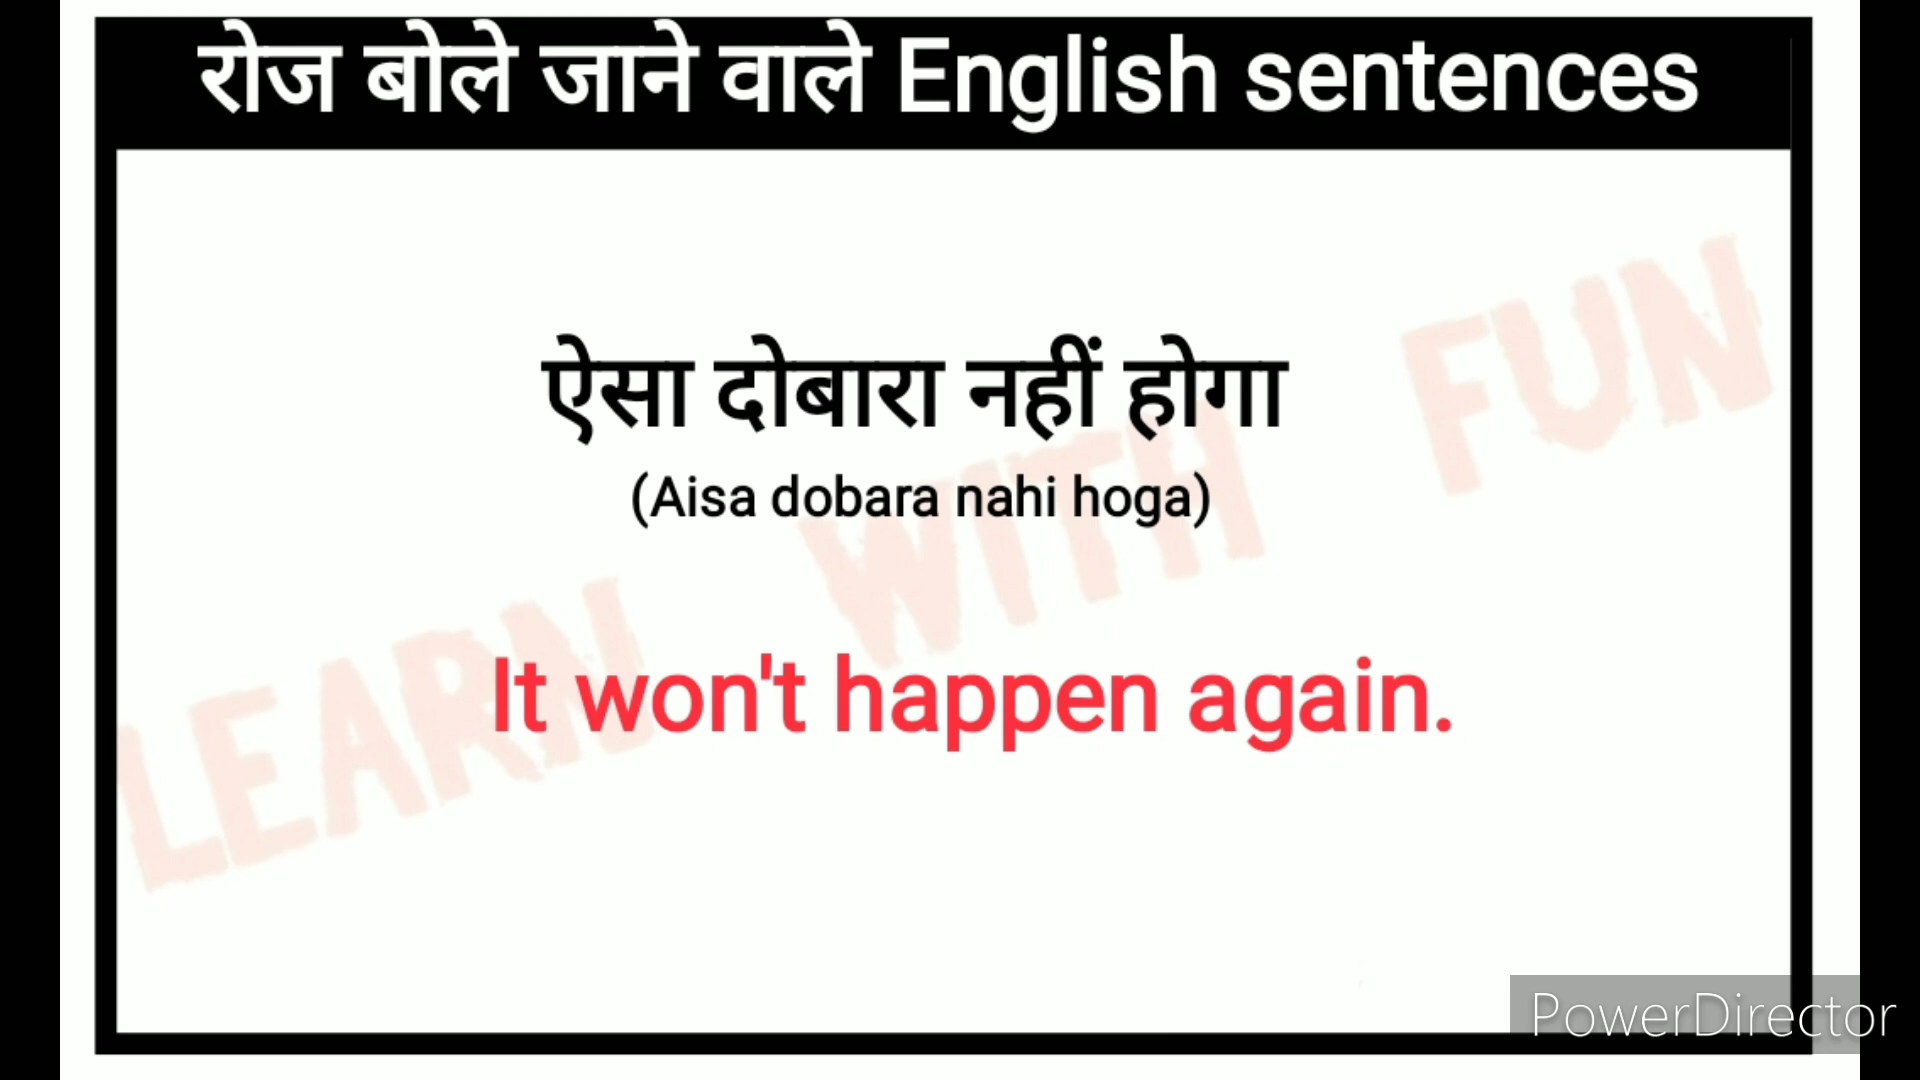 रोज बोले जाने वाले English sentences
ऐसा दोबारा नहीं होगा
(Aisa dobara nahi hoga)
It won't happen again.
LEARN WITH FUN
PowerDirector